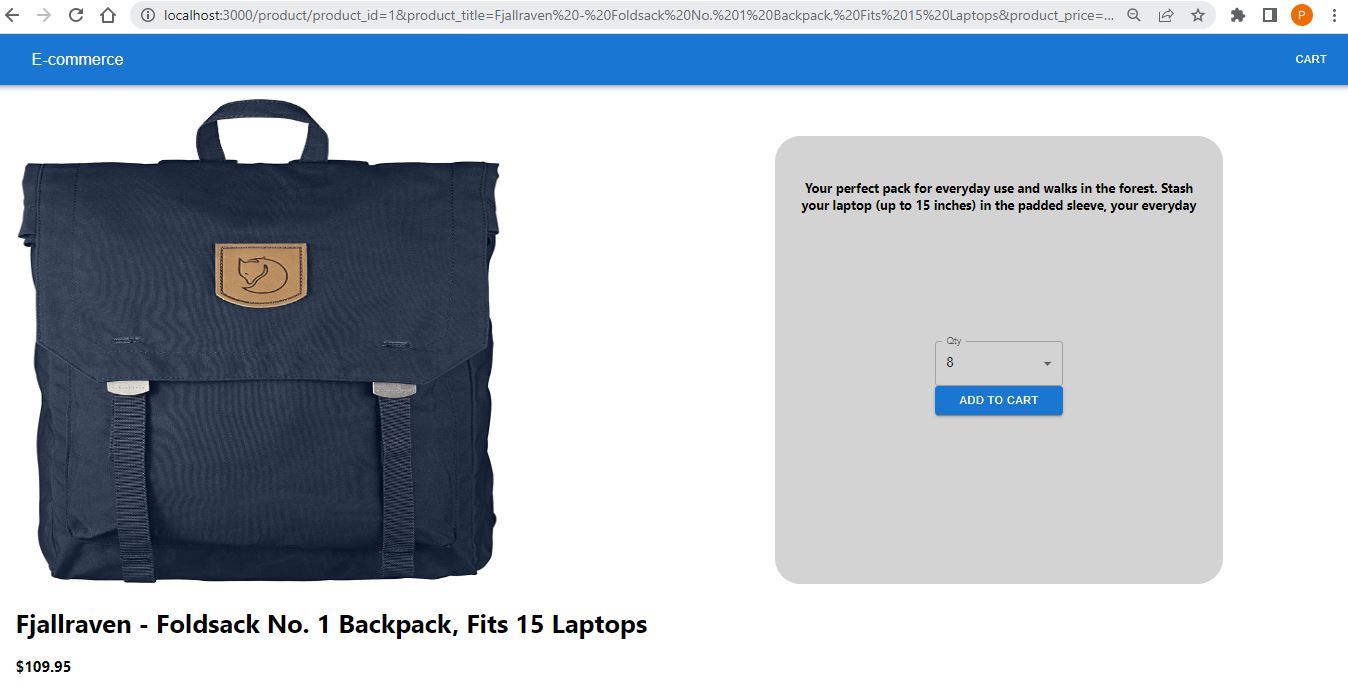 localhost:3000/product/product_id=1&product_title=Fjallraven%20-%20Foldsack%20No.%201%20Backpack,%20Fits%2015%20Laptops&product_price=...
P
E-commerce
CART
Your perfect pack for everyday use and walks in the forest. Stash
your laptop (up to 15 inches) in the padded sleeve, your everyday
Qty
8
ADD TO CART
Fjallraven - Foldsack No. 1 Backpack, Fits 15 Laptops
$109.95